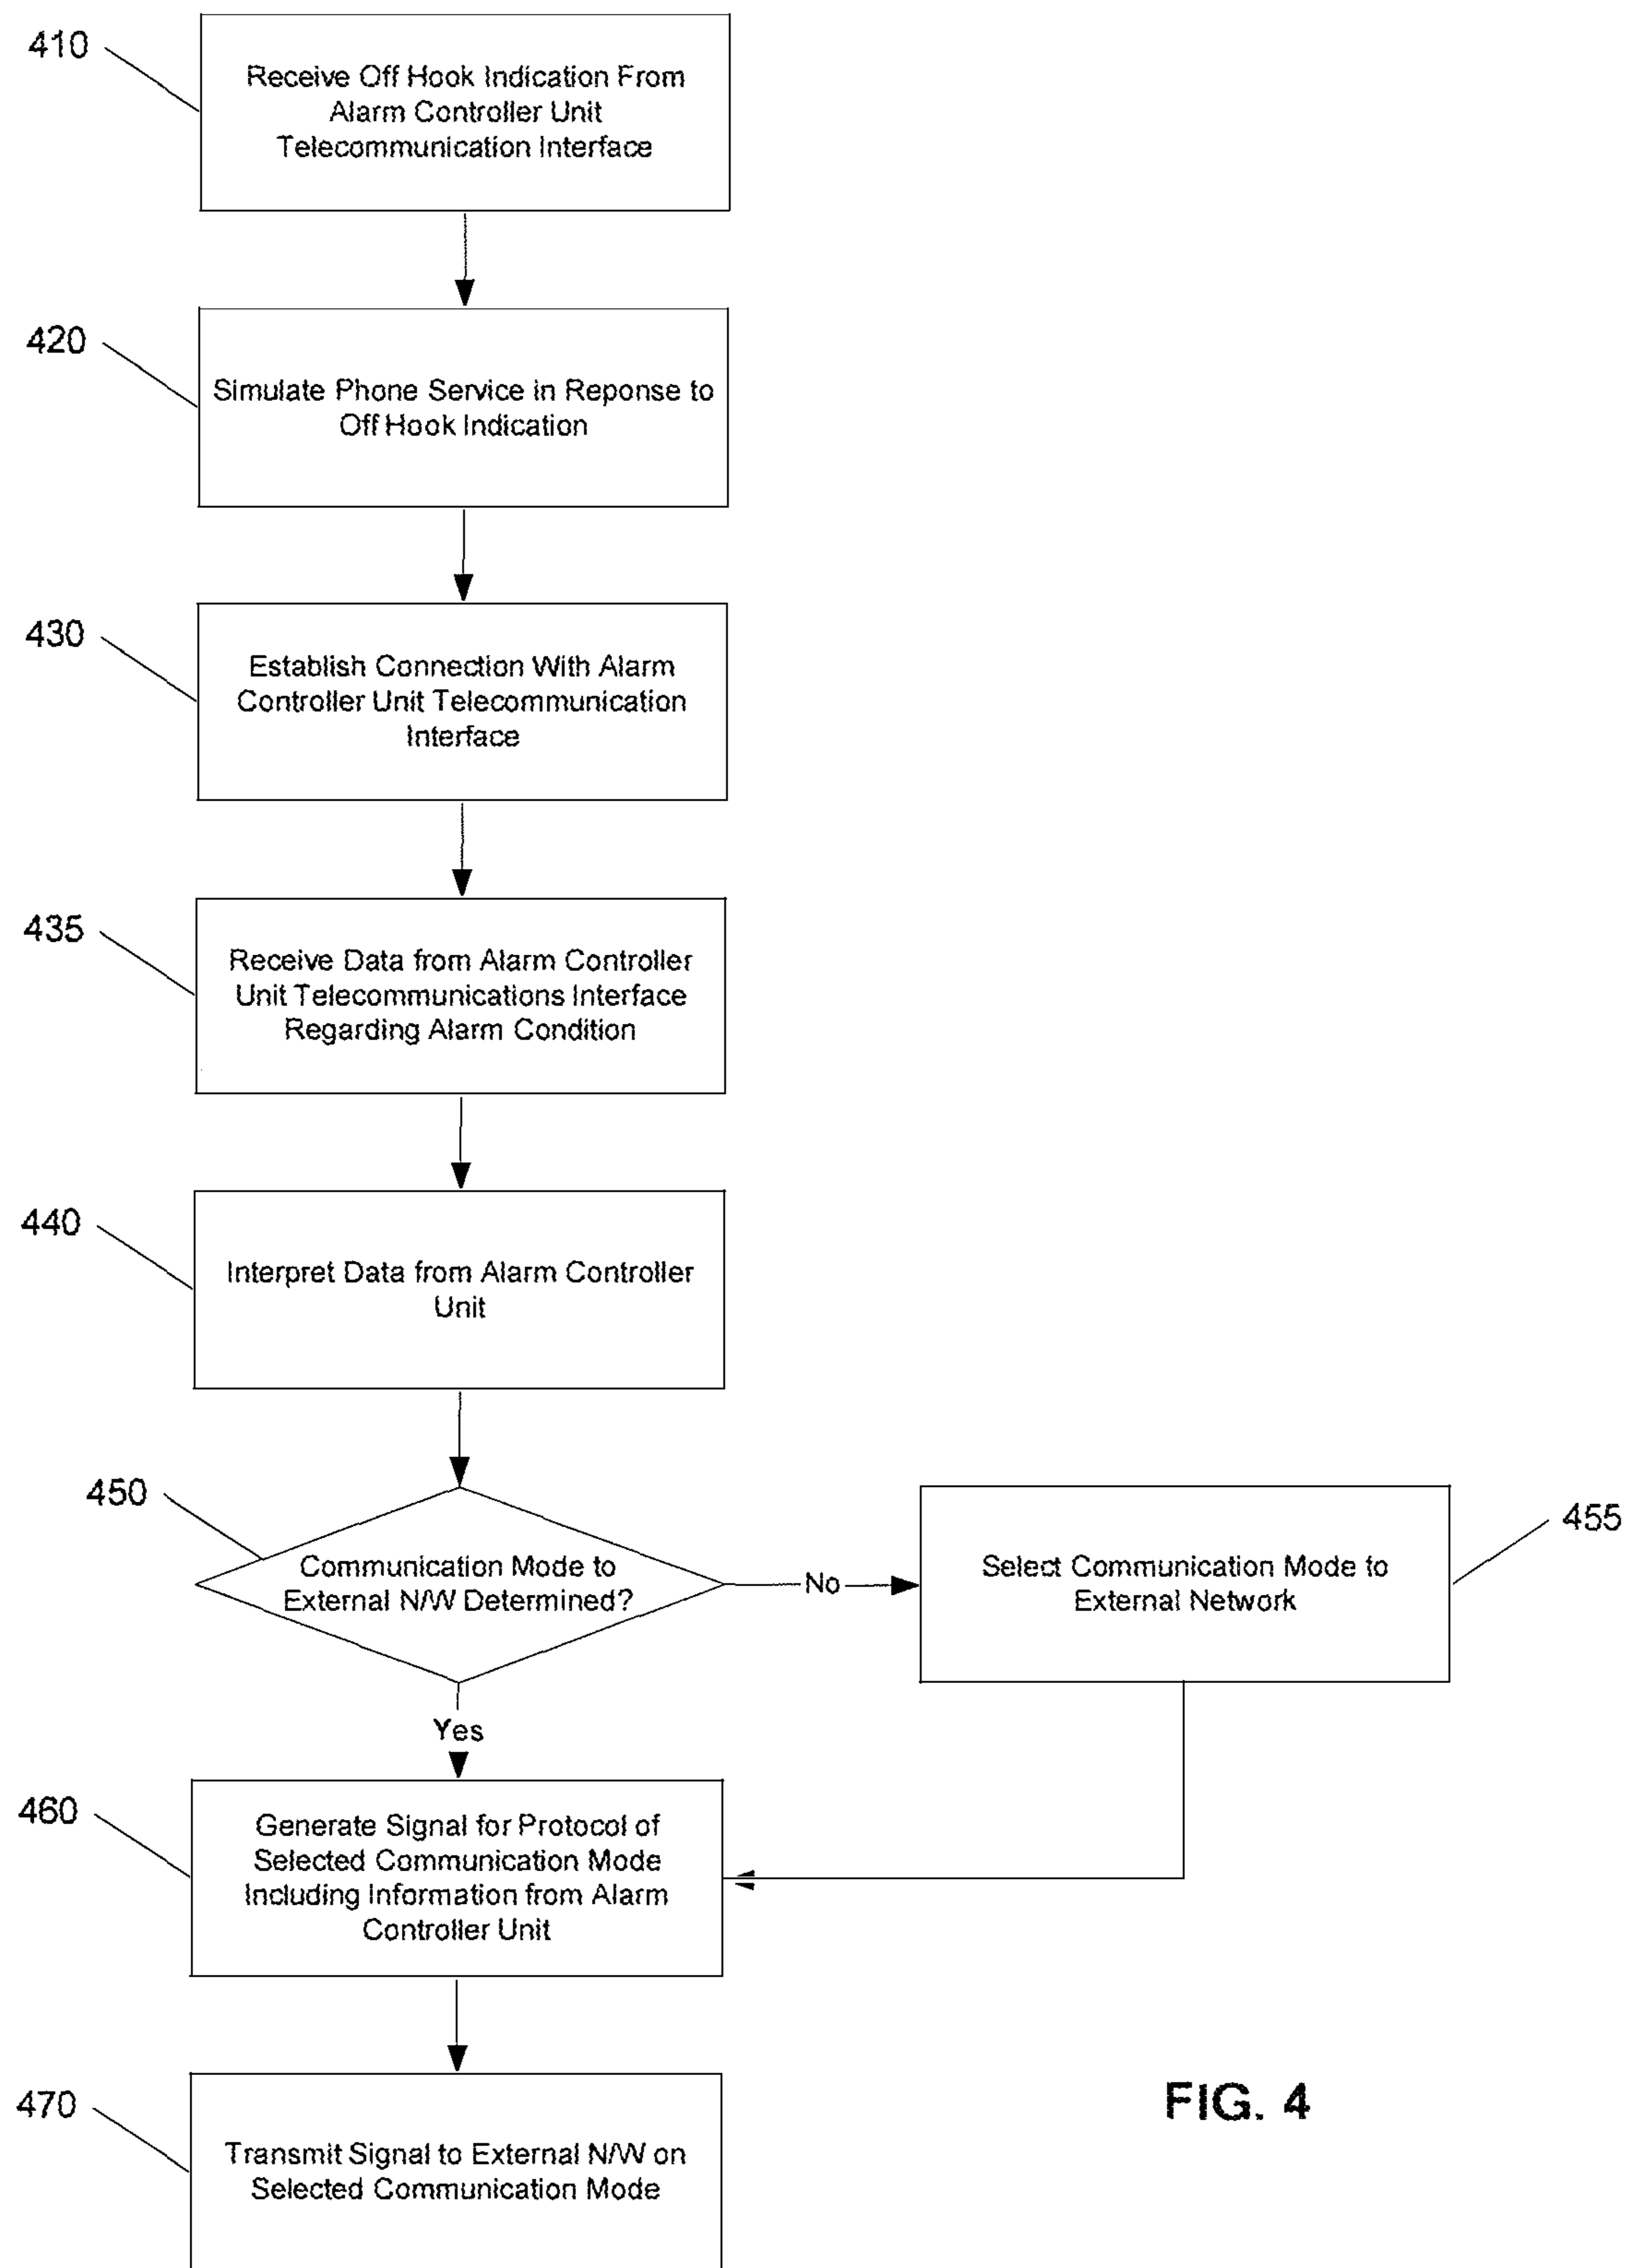 410
Receive Off Hook Indication From
Alarm Controller Unit
Telecommunication Interface
420
Simulate Phone Service in Reponse to
Off Hook Indication
430
Establish Connection With Alarm
Controller Unit Telecommunication
Interface
435
Receive Data from Alarm Controller
Unit Telecommunications Interface
Regarding Alarm Condition
440
Interpret Data from Alarm Controller
Unit
450
Communication Mode to
External N/W Determined?
No
Select Communication Mode to
External Network
455
Yes
460
Generate Signal for Protocol of
Selected Communication Mode
Including Information from Alarm
Controller Unit
470
Transmit Signal to External N/W on
Selected Communication Mode
FIG. 4